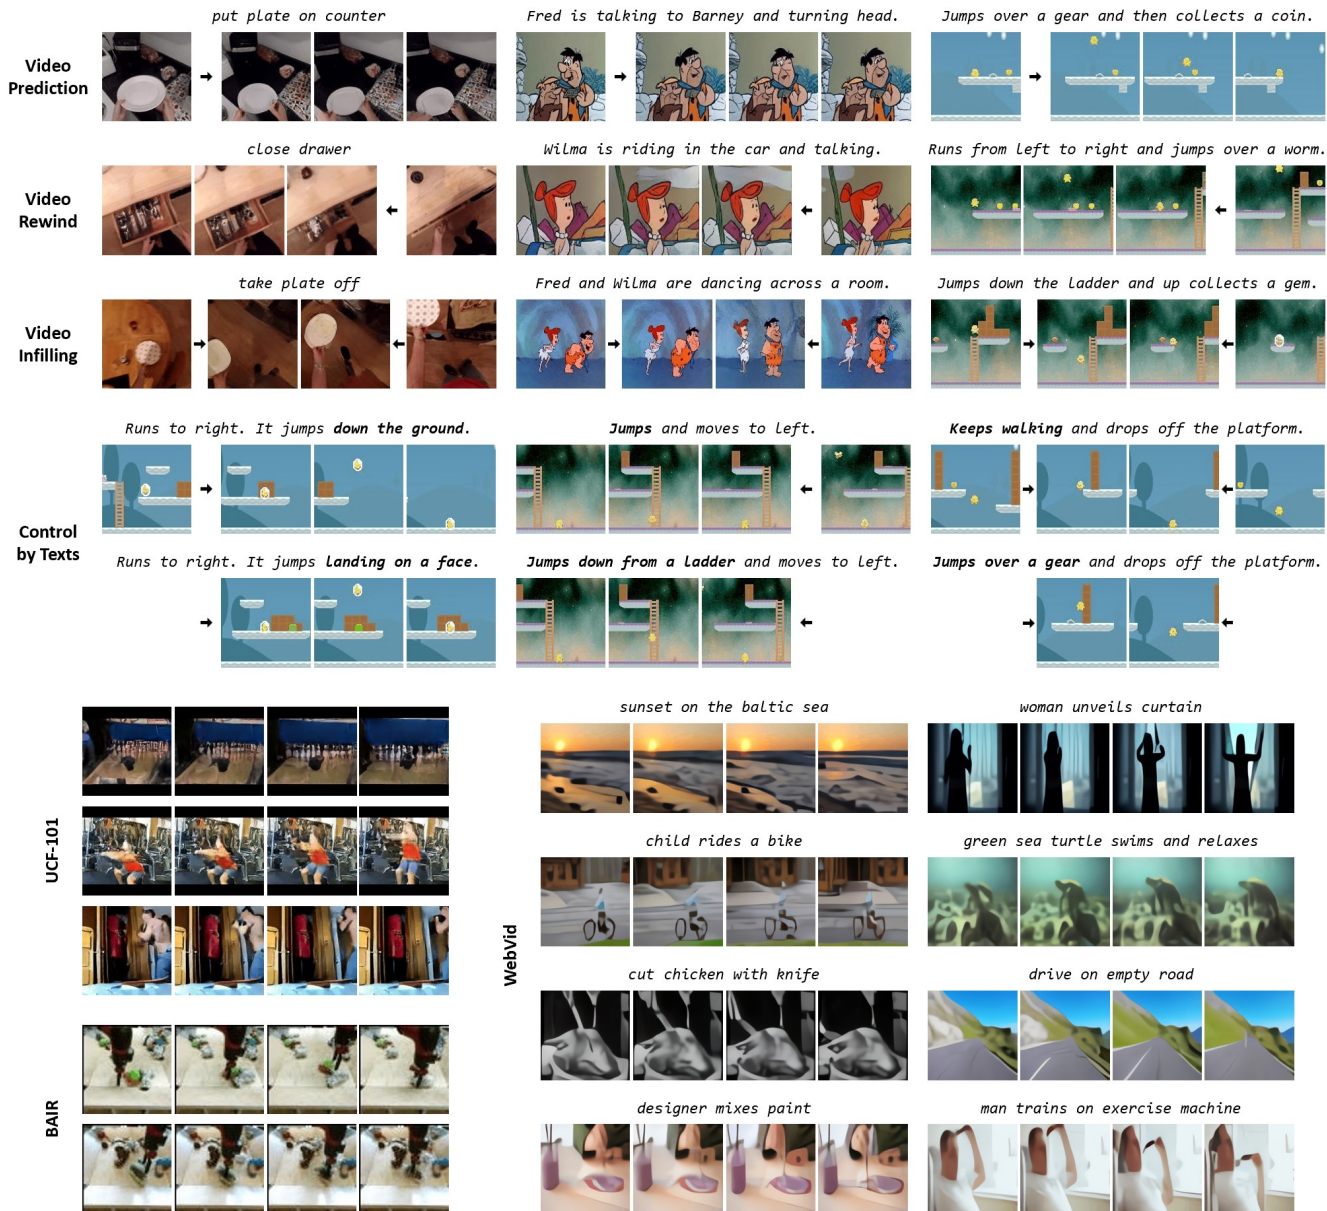 put plate on counter
Fred is talking to Barney and turning head.
Jumps over a gear and then collects a coin.
Video
Prediction
close drawer
Wilma is riding in the car and talking.
Runs from left to right and jumps over a worm.
Video
Rewind
take plate off
Fred and Wilma are dancing across a room.
Jumps down the ladder and up collects a gem.
Video
Infilling
Runs to right. It jumps down the ground.
Jumps and moves to left.
Keeps walking and drops off the platform.
Control
by Texts
Runs to right. It jumps landing on a face.
Jumps down from a ladder and moves to left.
Jumps over a gear and drops off the platform.
UCF-101
BAIR
WebVid
sunset on the baltic sea
woman unveils curtain
child rides a bike
green sea turtle swims and relaxes
cut chicken with knife
drive on empty road
designer mixes paint
man trains on exercise machine